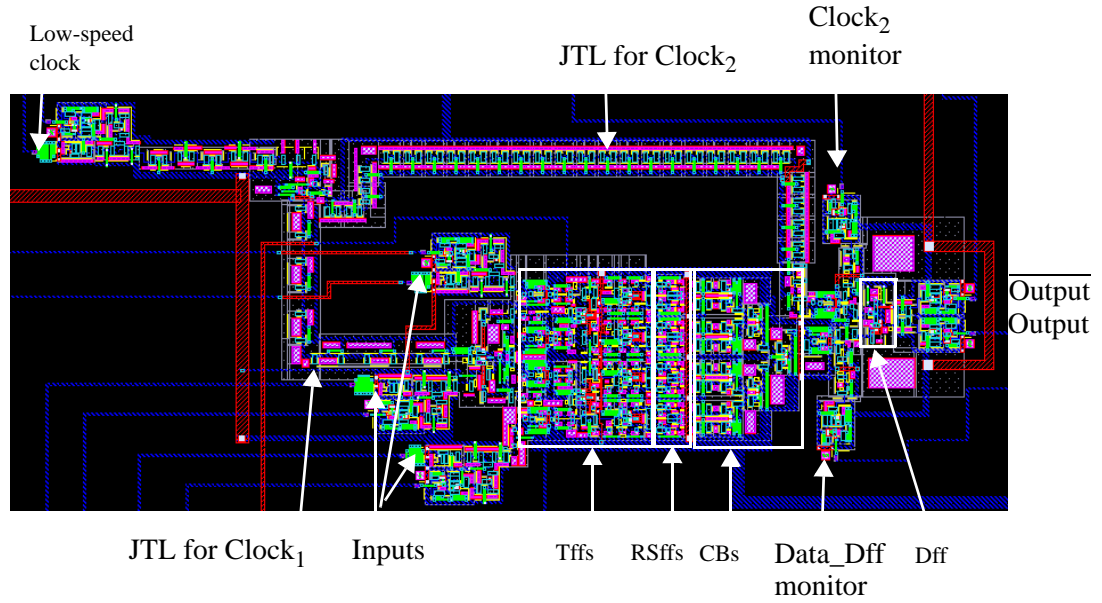 Low-speed
clock
JTL for Clock₂
Clock₂
monitor
Output
Output
JTL for Clock₁
Inputs
Tffs
RSffs
CBs
Data_Dff
monitor
Dff